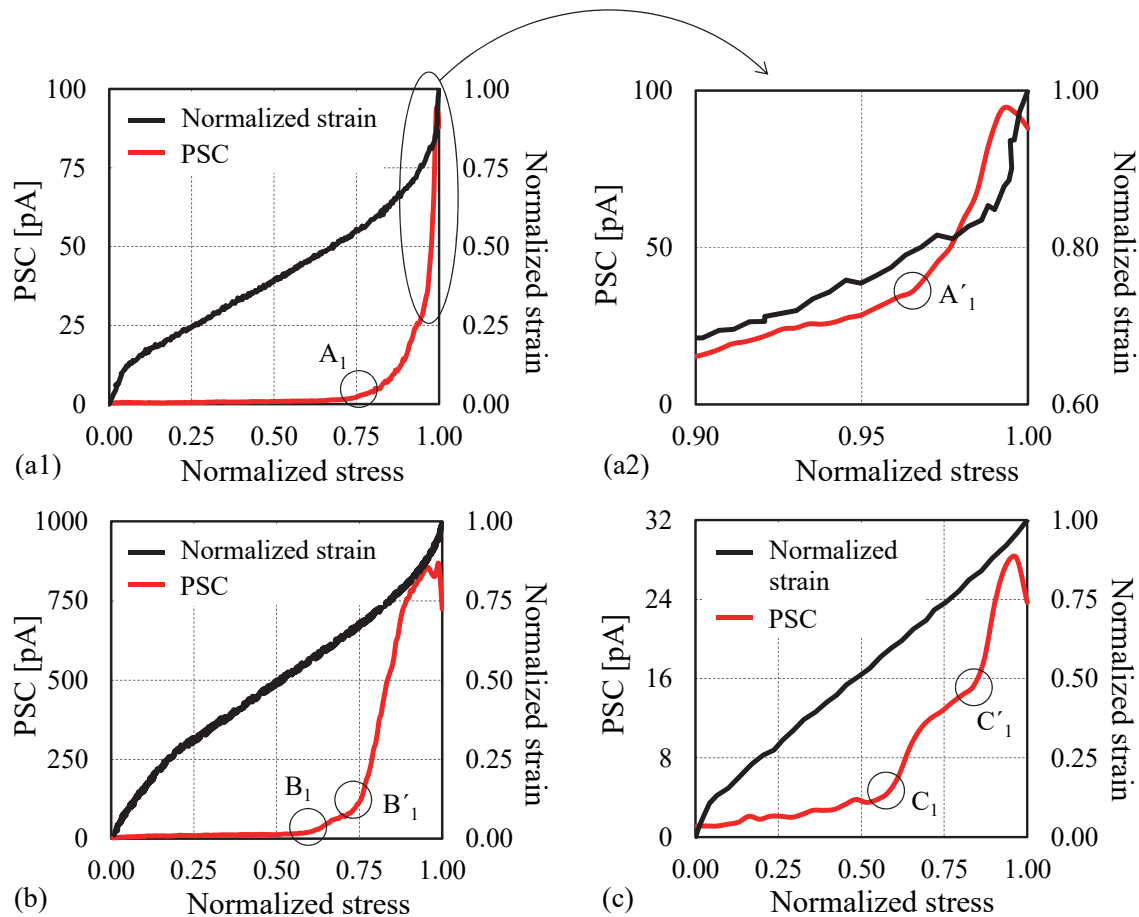 100
75
50
25
0
PSC [pA]
Normalized strain
PSC
A1
1.00
0.75
0.50
0.25
0.00
Normalized strain
0.00 0.25 0.50 0.75 1.00
(a1) Normalized stress
100
50
0
PSC [pA]
A′1
1.00
0.80
0.60
Normalized strain
0.90 0.95 1.00
(a2) Normalized stress
1000
750
500
250
0
PSC [pA]
Normalized strain
PSC
B1
B′1
1.00
0.75
0.50
0.25
0.00
Normalized strain
0.00 0.25 0.50 0.75 1.00
(b) Normalized stress
32
24
16
8
0
PSC [pA]
Normalized
strain
PSC
C′1
C1
1.00
0.75
0.50
0.25
0.00
Normalized strain
0.00 0.25 0.50 0.75 1.00
(c) Normalized stress